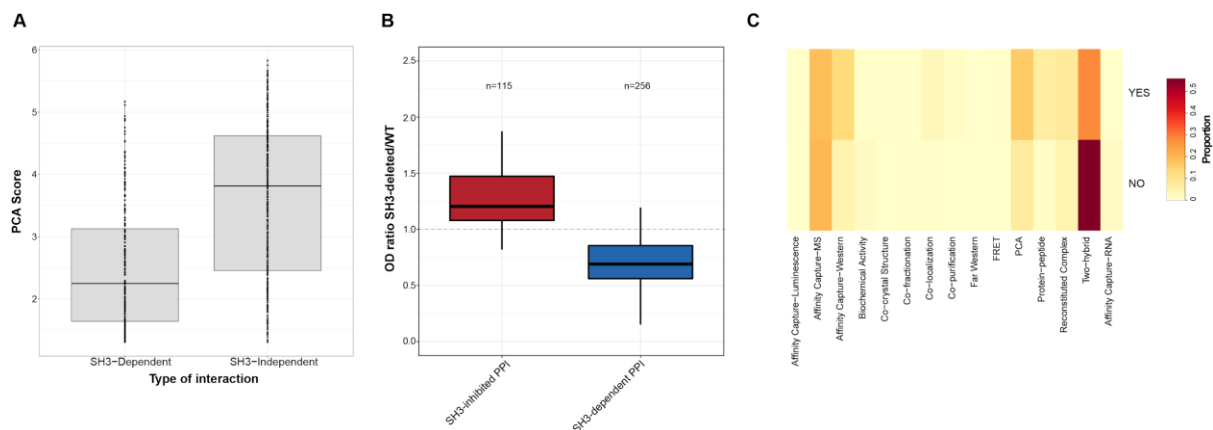 A
PCA Score
6
5
4
3
2
SH3−Dependent
SH3−Independent
Type of interaction
B
OD ratio SH3-deleted/WT
2.5
2.0
1.5
1.0
0.5
0.0
n=115
n=256
SH3-inhibited PPI
SH3-dependent PPI
C
YES
NO
Affinity Capture−Luminescence
Affinity Capture−MS
Affinity Capture−Western
Biochemical Activity
Co−crystal Structure
Co−fractionation
Co−localization
Co−purification
Far Western
FRET
PCA
Protein−peptide
Reconstituted Complex
Two−hybrid
Affinity Capture−RNA
0.5
0.4
0.3
0.2
0.1
0
Proportion